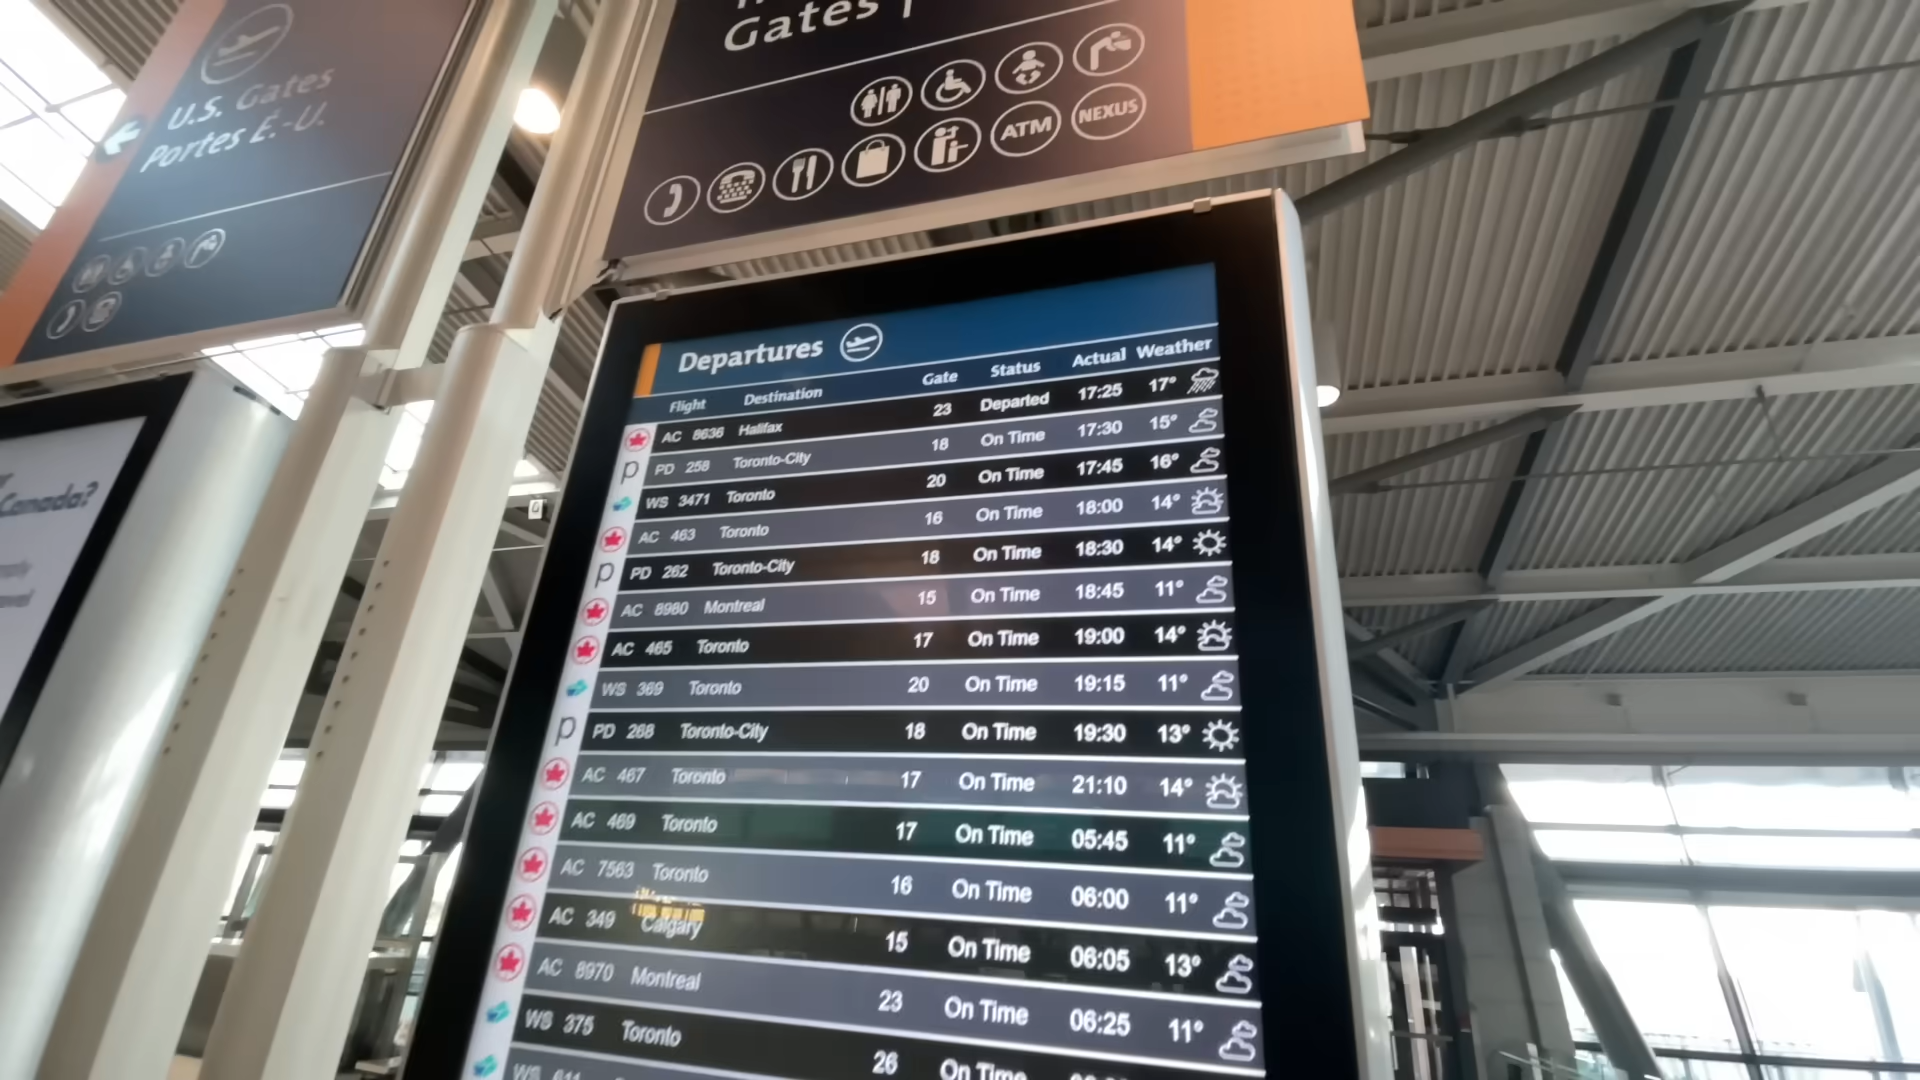 U.S. Gates
Portes É.-U.
Gates |
ATM NEXUS
Canada?
Departures
Flight Destination Gate Status Actual Weather
AC 8636 Halifax 23 Departed 17:25 17°
p PD 258 Toronto-City 18 On Time 17:30 15°
WS 3471 Toronto 20 On Time 17:45 16°
AC 463 Toronto 16 On Time 18:00 14°
p PD 262 Toronto-City 18 On Time 18:30 14°
AC 8980 Montreal 15 On Time 18:45 11°
AC 465 Toronto 17 On Time 19:00 14°
WS 369 Toronto 20 On Time 19:15 11°
p PD 268 Toronto-City 18 On Time 19:30 13°
AC 467 Toronto 17 On Time 21:10 14°
AC 469 Toronto 17 On Time 05:45 11°
AC 7563 Toronto 16 On Time 06:00 11°
AC 349 Calgary 15 On Time 06:05 13°
AC 8970 Montreal 23 On Time 06:25 11°
WS 375 Toronto 26 On Time
WS